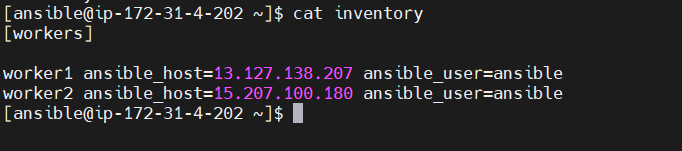 [ansible@ip-172-31-4-202 ~]$ cat inventory
[workers]
worker1 ansible_host=13.127.138.207 ansible_user=ansible
worker2 ansible_host=15.207.100.180 ansible_user=ansible
[ansible@ip-172-31-4-202 ~]$